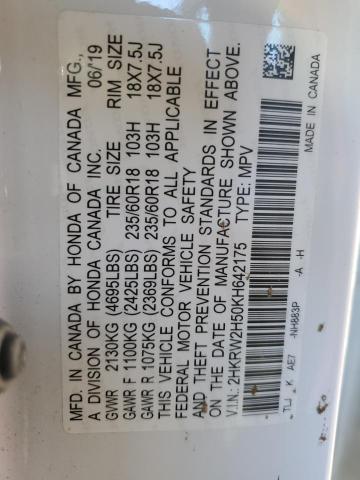 MFD. IN CANADA BY HONDA OF CANADA MFG.,
A DIVISION OF HONDA CANADA INC. 06/19
GVWR 2130KG (4695LBS) TIRE SIZE RIM SIZE
GAWR F 1100KG (2425LBS) 235/60R18 103H 18X7.5J
GAWR R 1075KG (2369LBS) 235/60R18 103H 18X7.5J
THIS VEHICLE CONFORMS TO ALL APPLICABLE
FEDERAL MOTOR VEHICLE SAFETY
AND THEFT PREVENTION STANDARDS IN EFFECT
ON THE DATE OF MANUFACTURE SHOWN ABOVE.
V.I.N.: 2HKRW2H50KH642175 TYPE: MPV
NH883P -A -H
TLJ K AE7 MADE IN CANADA